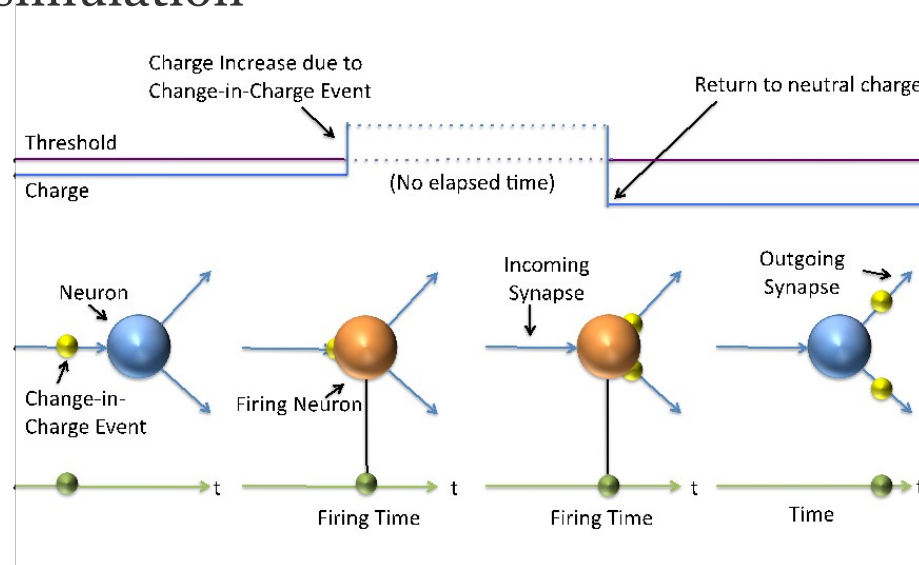 simulation
Charge Increase due to
Change-in-Charge Event
Return to neutral charge
Threshold
Charge
(No elapsed time)
Incoming
Synapse
Outgoing
Synapse
Neuron
Change-in-
Charge Event
Firing Neuron
t
t
t
t
Firing Time
Firing Time
Time